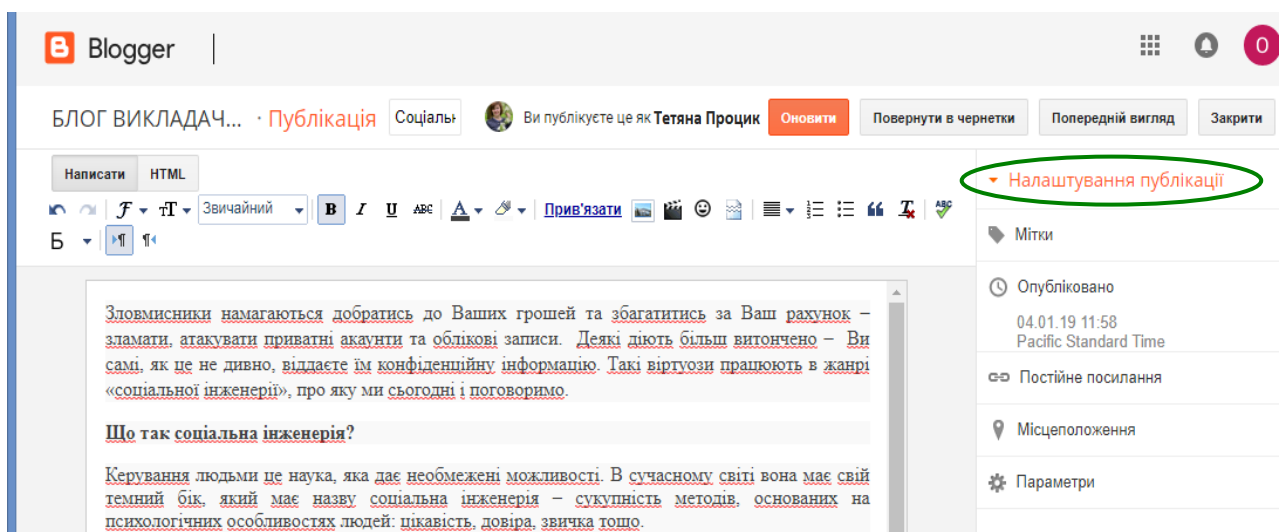 Blogger
О
БЛОГ ВИКЛАДАЧ... · Публікація Соціальн Ви публікуєте це як Тетяна Процик Оновити Повернути в чернетки Попередній вигляд Закрити
Написати HTML
Звичайний B I U ABC A Прив'язати ABC
Б
Зловмисники намагаються добратись до Ваших грошей та збагатитись за Ваш рахунок –
зламати, атакувати приватні акаунти та облікові записи. Деякі діють більш витончено – Ви
самі, як це не дивно, віддаєте їм конфіденційну інформацію. Такі віртуози працюють в жанрі
«соціальної інженерії», про яку ми сьогодні і поговоримо.
Що так соціальна інженерія?
Керування людьми це наука, яка дає необмежені можливості. В сучасному світі вона має свій
темний бік, який має назву соціальна інженерія – сукупність методів, основаних на
психологічних особливостях людей: цікавість, довіра, звичка тощо.
Налаштування публікації
Мітки
Опубліковано
04.01.19 11:58
Pacific Standard Time
Постійне посилання
Місцеположення
Параметри